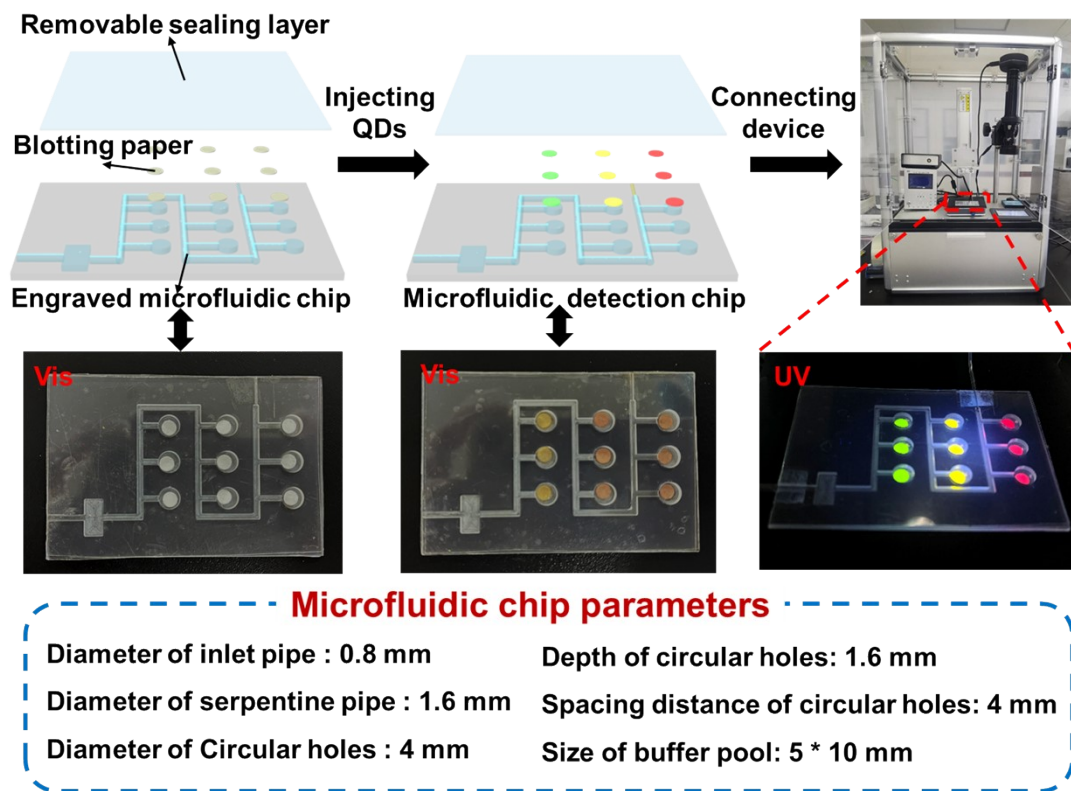 Removable sealing layer
Injecting
QDs
Connecting
device
Blotting paper
Engraved microfluidic chip
Microfluidic detection chip
Vis
Vis
UV
Microfluidic chip parameters
Diameter of inlet pipe : 0.8 mm
Depth of circular holes: 1.6 mm
Diameter of serpentine pipe : 1.6 mm
Spacing distance of circular holes: 4 mm
Diameter of Circular holes : 4 mm
Size of buffer pool: 5 * 10 mm